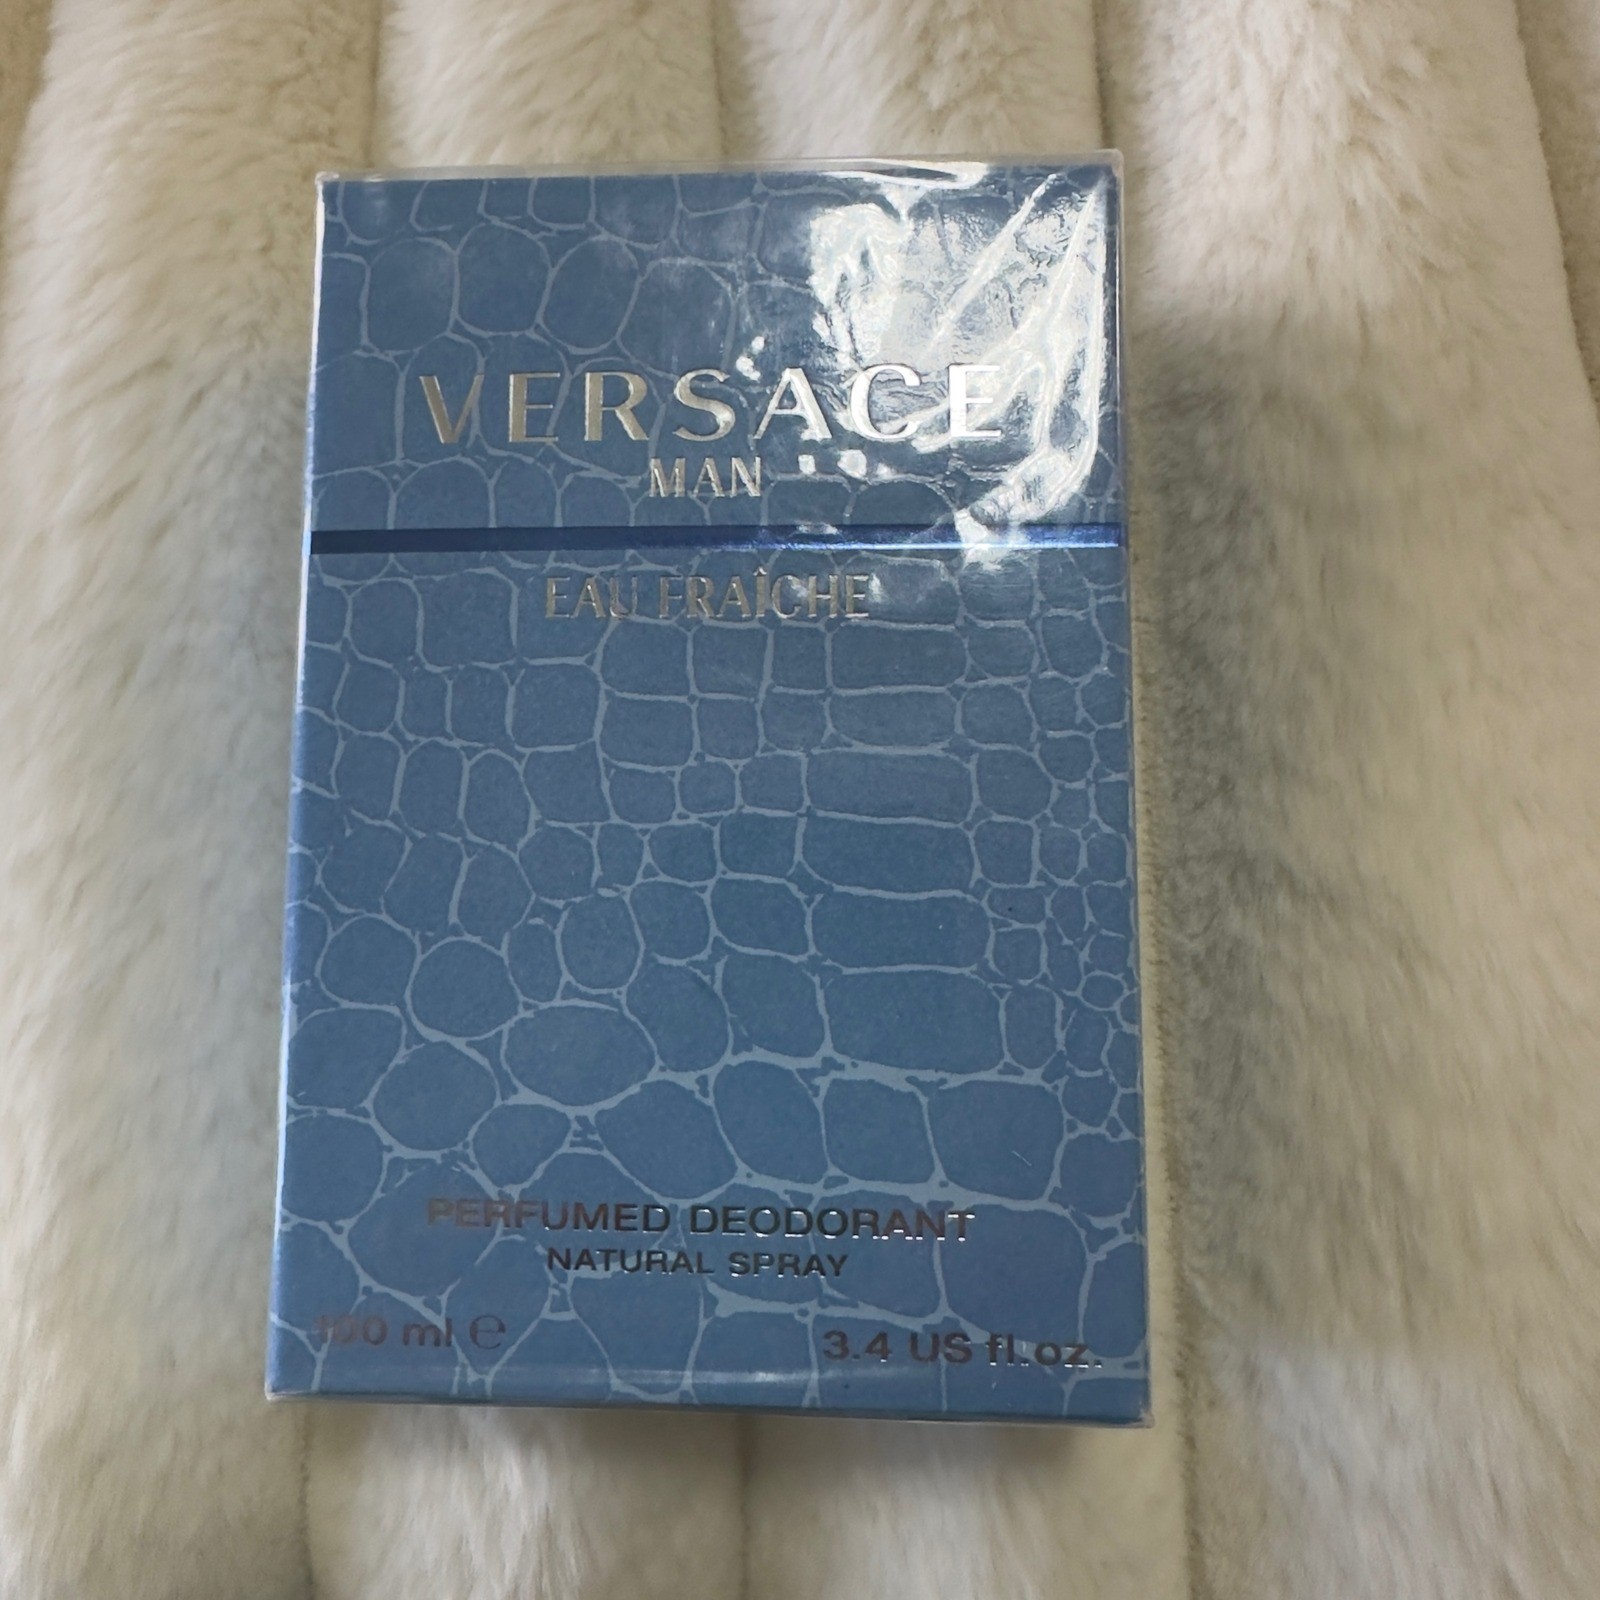 VERSACE
MAN
EAU FRAÎCHE
PERFUMED DEODORANT
NATURAL SPRAY
100 ml ℮
3.4 US fl.oz.